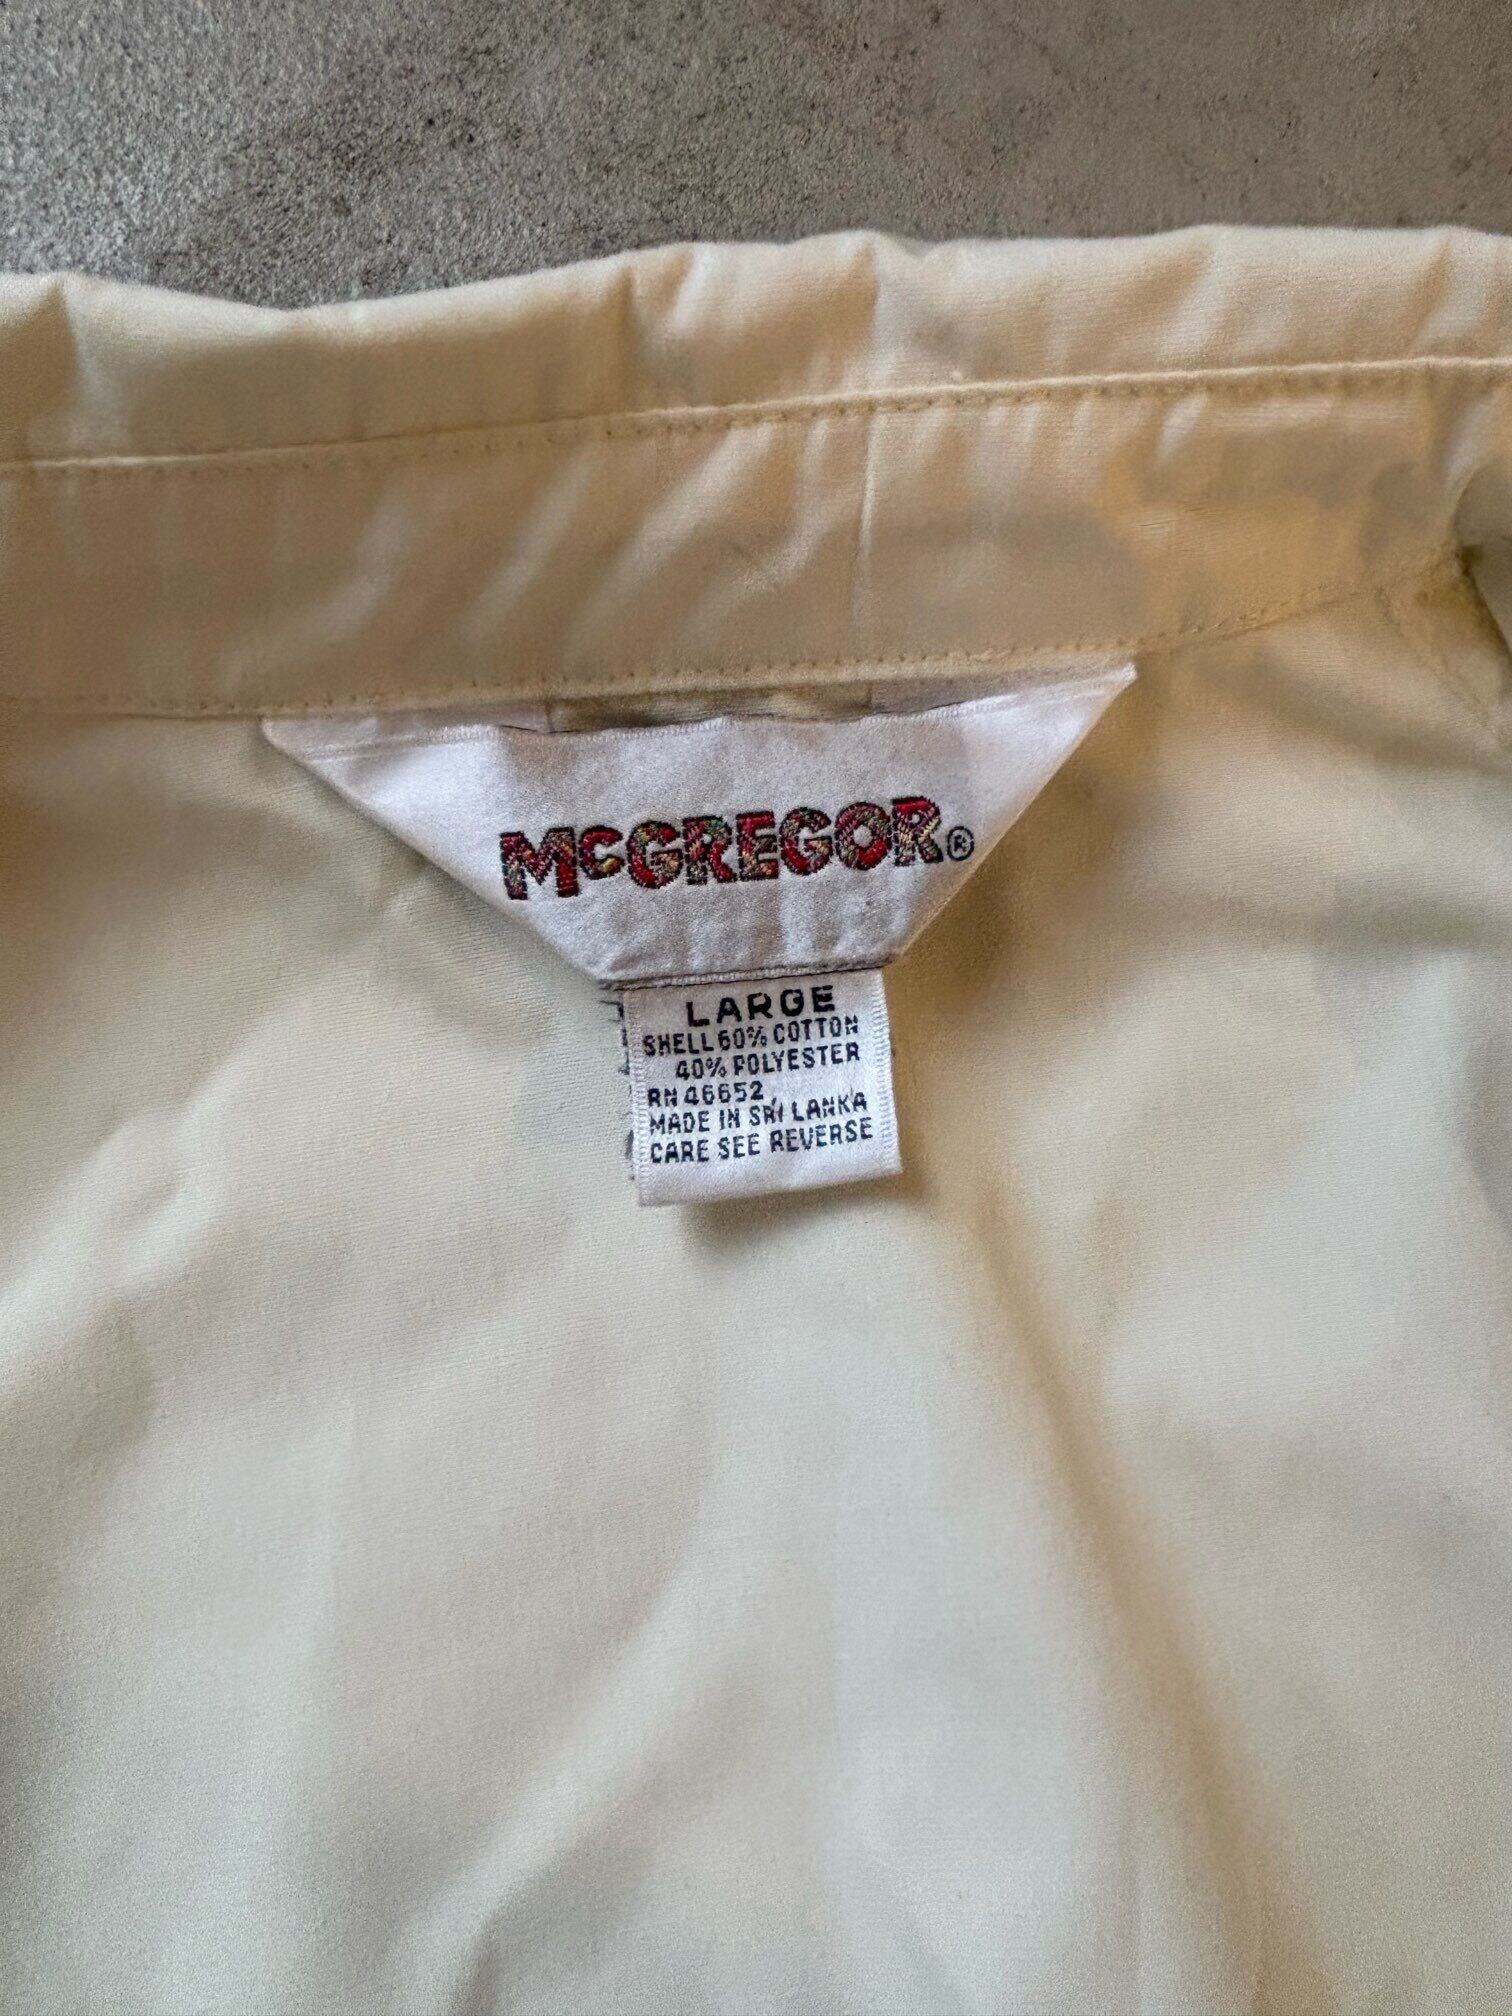 McGREGOR®
LARGE
SHELL 60% COTTON
40% POLYESTER
RN 46652
MADE IN SRI LANKA
CARE SEE REVERSE